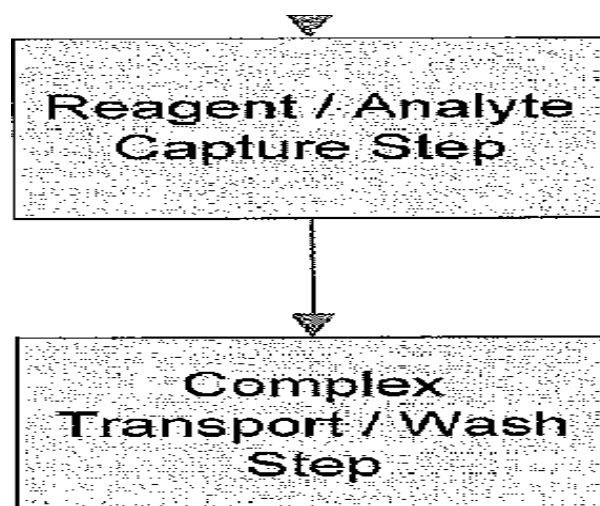 Reagent / Analyte
Capture Step
Complex
Transport / Wash
Step